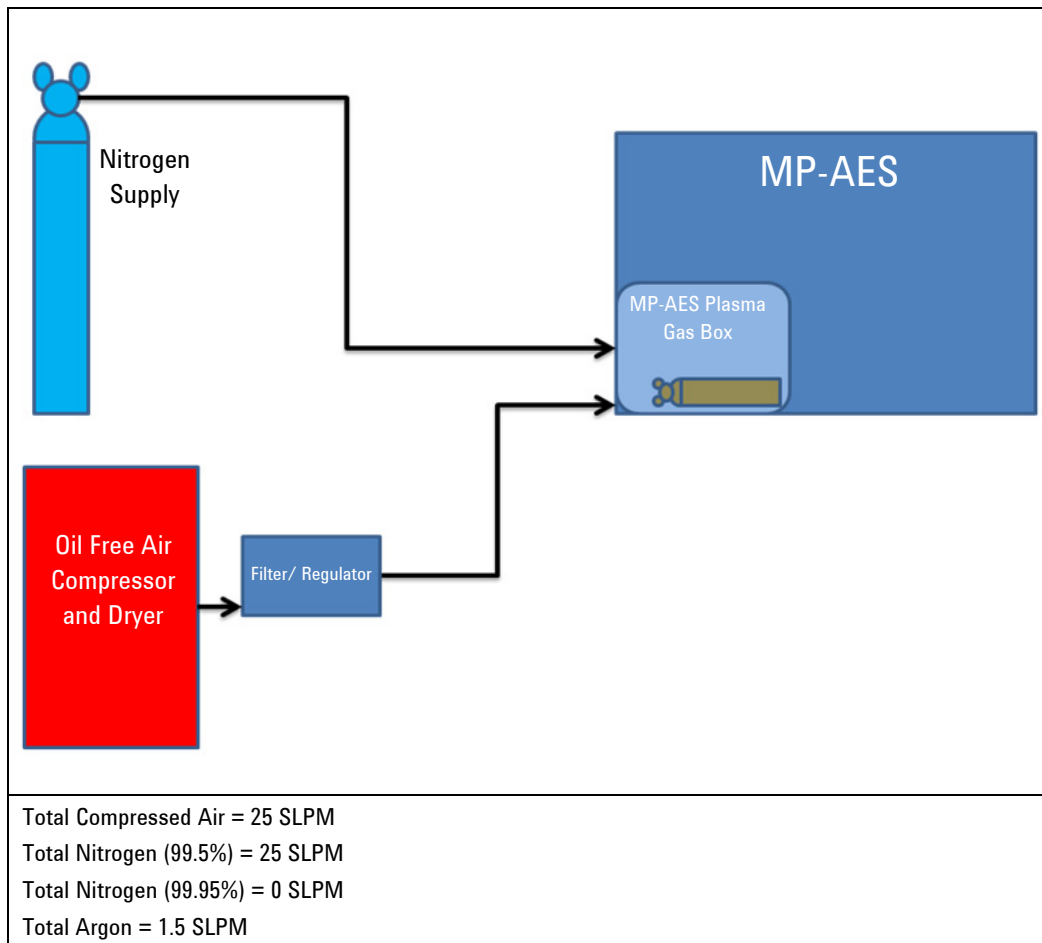 Nitrogen
Supply
MP-AES
MP-AES Plasma
Gas Box
Oil Free Air
Compressor
and Dryer
Filter/ Regulator
Total Compressed Air = 25 SLPM
Total Nitrogen (99.5%) = 25 SLPM
Total Nitrogen (99.95%) = 0 SLPM
Total Argon = 1.5 SLPM